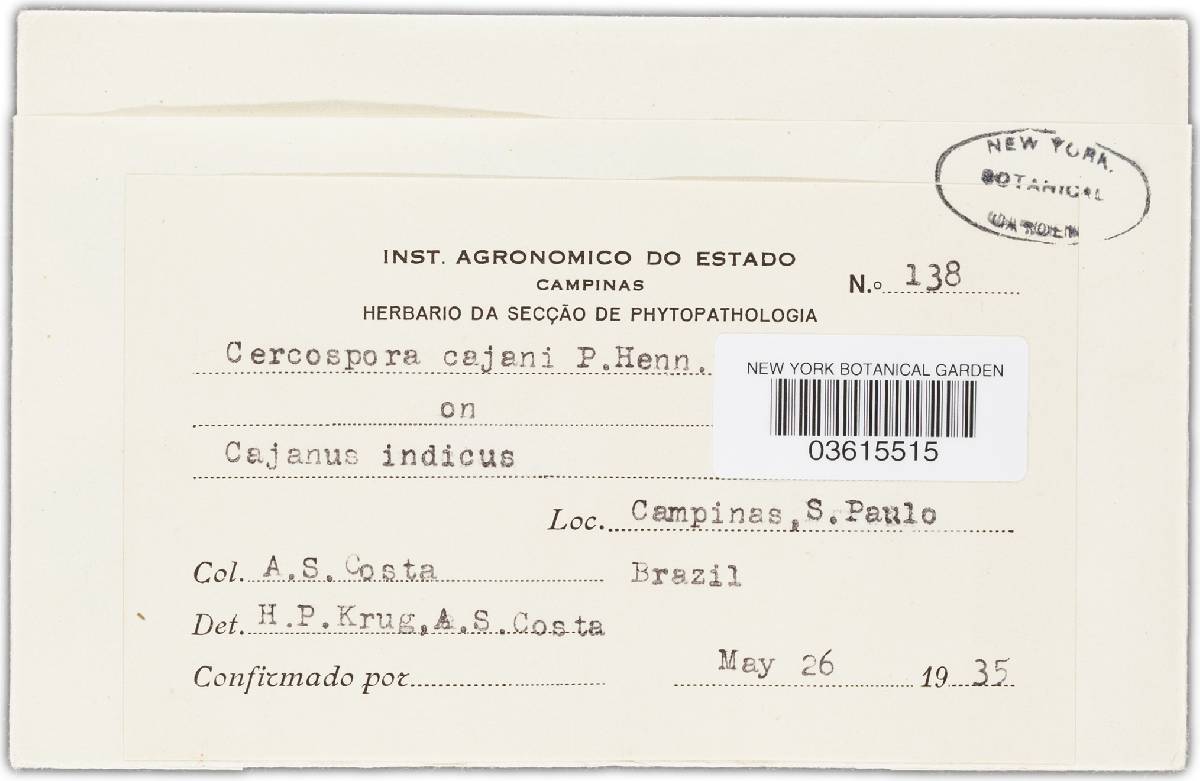 NEW YORK
BOTANICAL
GARDEN
INST. AGRONOMICO DO ESTADO
CAMPINAS
N.o 138
HERBARIO DA SECÇÃO DE PHYTOPATHOLOGIA
Cercospora cajani P.Henn.
on
Cajanus indicus
NEW YORK BOTANICAL GARDEN
03615515
Loc. Campinas,S.Paulo
Col. A.S.Costa Brazil
Det. H.P.Krug,A.S.Costa
Confirmado por
May 26 1935